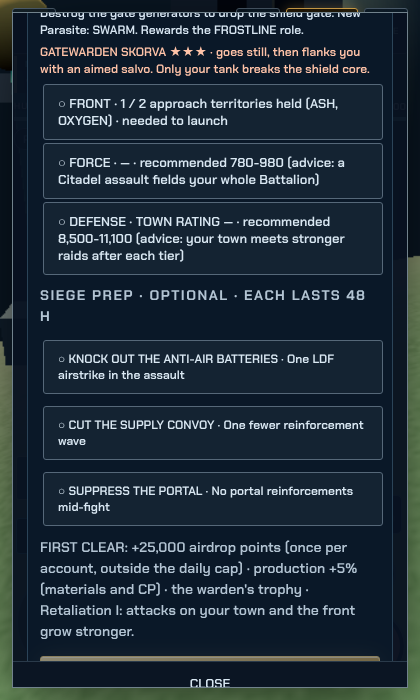 Destroy the gate generators to drop the shield gate. New
Parasite: SWARM. Rewards the FROSTLINE role.
GATEWARDEN SKORVA ★★★ · goes still, then flanks you
with an aimed salvo. Only your tank breaks the shield core.
○ FRONT · 1 / 2 approach territories held (ASH,
OXYGEN) · needed to launch
○ FORCE · — · recommended 780-980 (advice: a
Citadel assault fields your whole Battalion)
○ DEFENSE · TOWN RATING — · recommended
8,500-11,100 (advice: your town meets stronger
raids after each tier)
SIEGE PREP · OPTIONAL · EACH LASTS 48
H
○ KNOCK OUT THE ANTI-AIR BATTERIES · One LDF
airstrike in the assault
○ CUT THE SUPPLY CONVOY · One fewer reinforcement
wave
○ SUPPRESS THE PORTAL · No portal reinforcements
mid-fight
FIRST CLEAR: +25,000 airdrop points (once per
account, outside the daily cap) · production +5%
(materials and CP) · the warden's trophy ·
Retaliation I: attacks on your town and the front
grow stronger.
CLOSE